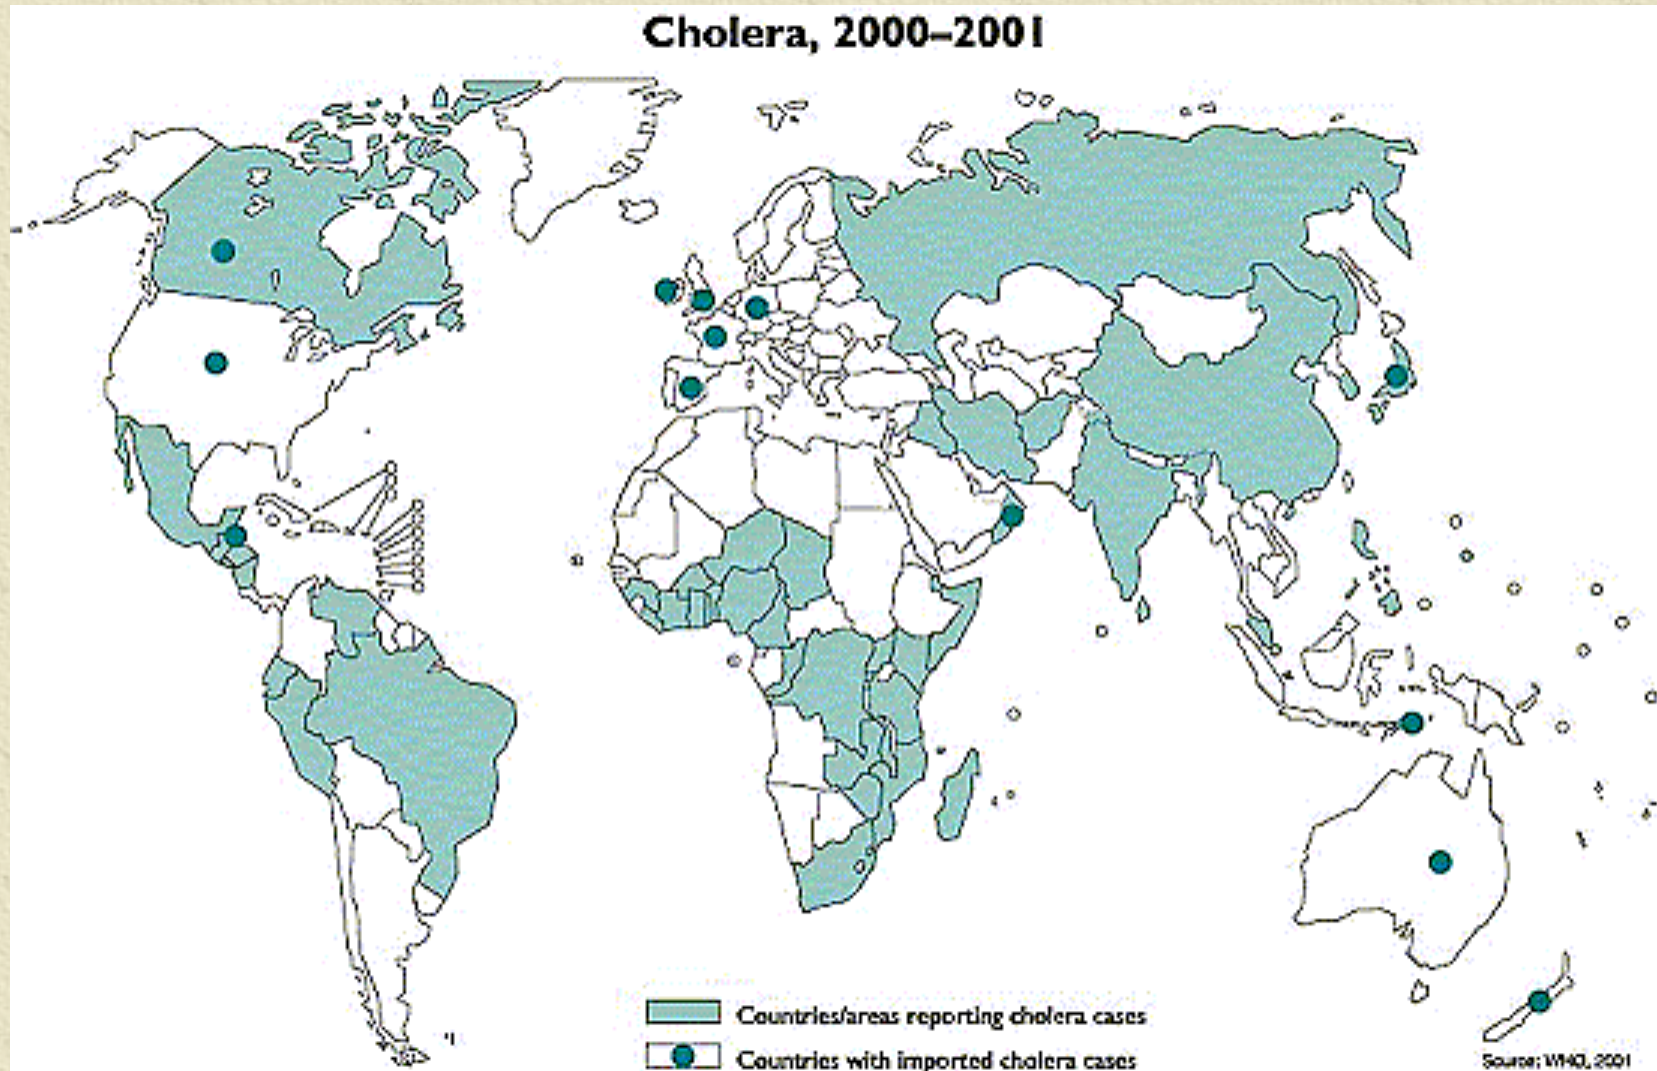 Cholera, 2000–2001
Countries/areas reporting cholera cases
Countries with imported cholera cases
Source: WHO, 2001